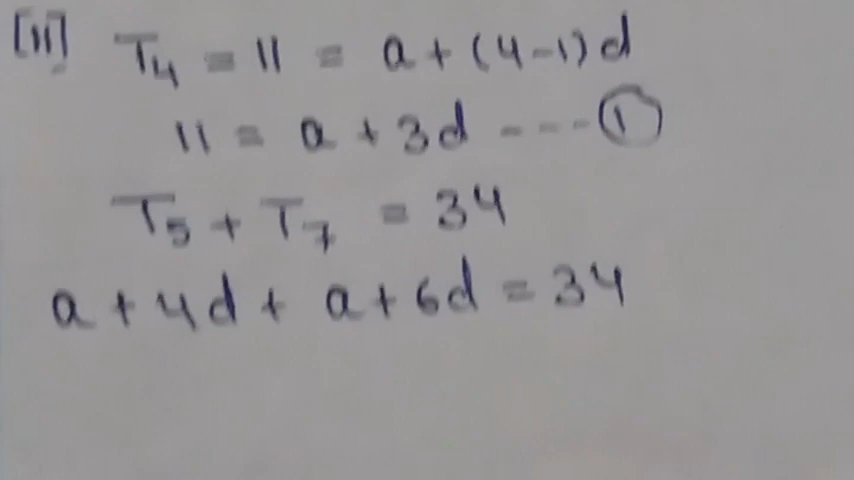 [11] T₄ = 11 = a + (4-1)d
11 = a + 3d ---①
T₅ + T₇ = 34
a + 4d + a + 6d = 34